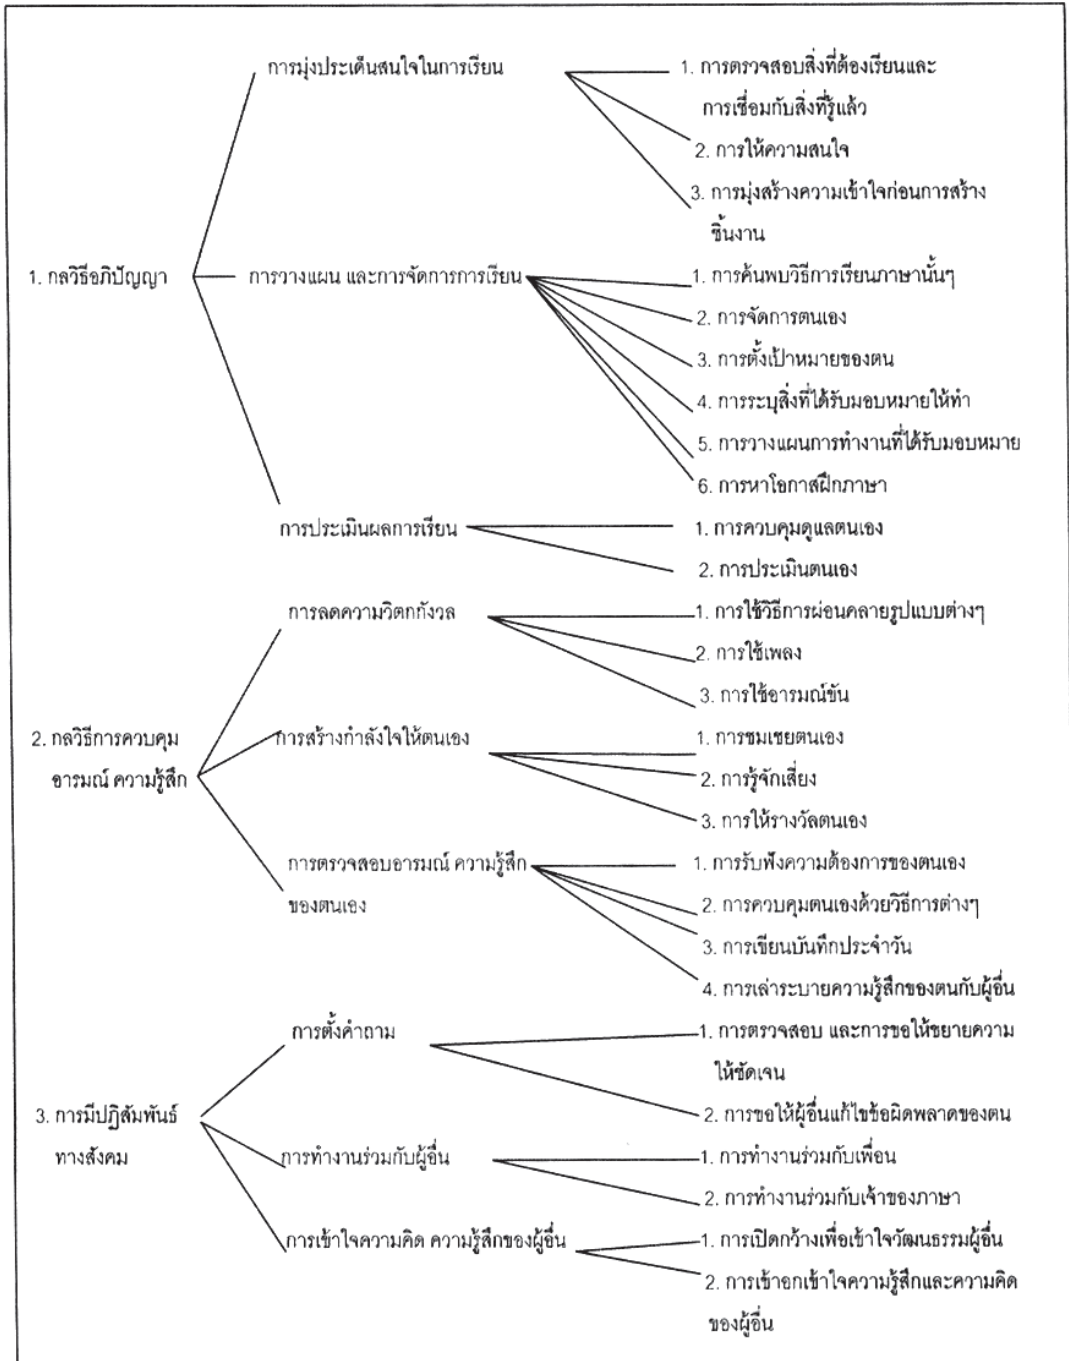 การมุ่งประเด็นสนใจในการเรียน
1. การตรวจสอบสิ่งที่ต้องเรียนและ
การเชื่อมกับสิ่งที่รู้แล้ว
2. การให้ความสนใจ
3. การมุ่งสร้างความเข้าใจก่อนการสร้าง
ชิ้นงาน
1. กลวิธีอภิปัญญา
การวางแผน และการจัดการการเรียน
1. การค้นพบวิธีการเรียนภาษานั้นๆ
2. การจัดการตนเอง
3. การตั้งเป้าหมายของตน
4. การระบุสิ่งที่ได้รับมอบหมายให้ทำ
5. การวางแผนการทำงานที่ได้รับมอบหมาย
6. การหาโอกาสฝึกภาษา
การประเมินผลการเรียน
1. การควบคุมดูแลตนเอง
2. การประเมินตนเอง
การลดความวิตกกังวล
1. การใช้วิธีการผ่อนคลายรูปแบบต่างๆ
2. การใช้เพลง
3. การใช้อารมณ์ขัน
2. กลวิธีการควบคุม
อารมณ์ ความรู้สึก
การสร้างกำลังใจให้ตนเอง
1. การชมเชยตนเอง
2. การรู้จักเสี่ยง
3. การให้รางวัลตนเอง
การตรวจสอบอารมณ์ ความรู้สึก
ของตนเอง
1. การรับฟังความต้องการของตนเอง
2. การควบคุมตนเองด้วยวิธีการต่างๆ
3. การเขียนบันทึกประจำวัน
4. การเล่าระบายความรู้สึกของตนกับผู้อื่น
การตั้งคำถาม
1. การตรวจสอบ และการขอให้ขยายความ
ให้ชัดเจน
2. การขอให้ผู้อื่นแก้ไขข้อผิดพลาดของตน
3. การมีปฏิสัมพันธ์
ทางสังคม
การทำงานร่วมกับผู้อื่น
1. การทำงานร่วมกับเพื่อน
2. การทำงานร่วมกับเจ้าของภาษา
การเข้าใจความคิด ความรู้สึกของผู้อื่น
1. การเปิดกว้างเพื่อเข้าใจวัฒนธรรมผู้อื่น
2. การเข้าอกเข้าใจความรู้สึกและความคิด
ของผู้อื่น